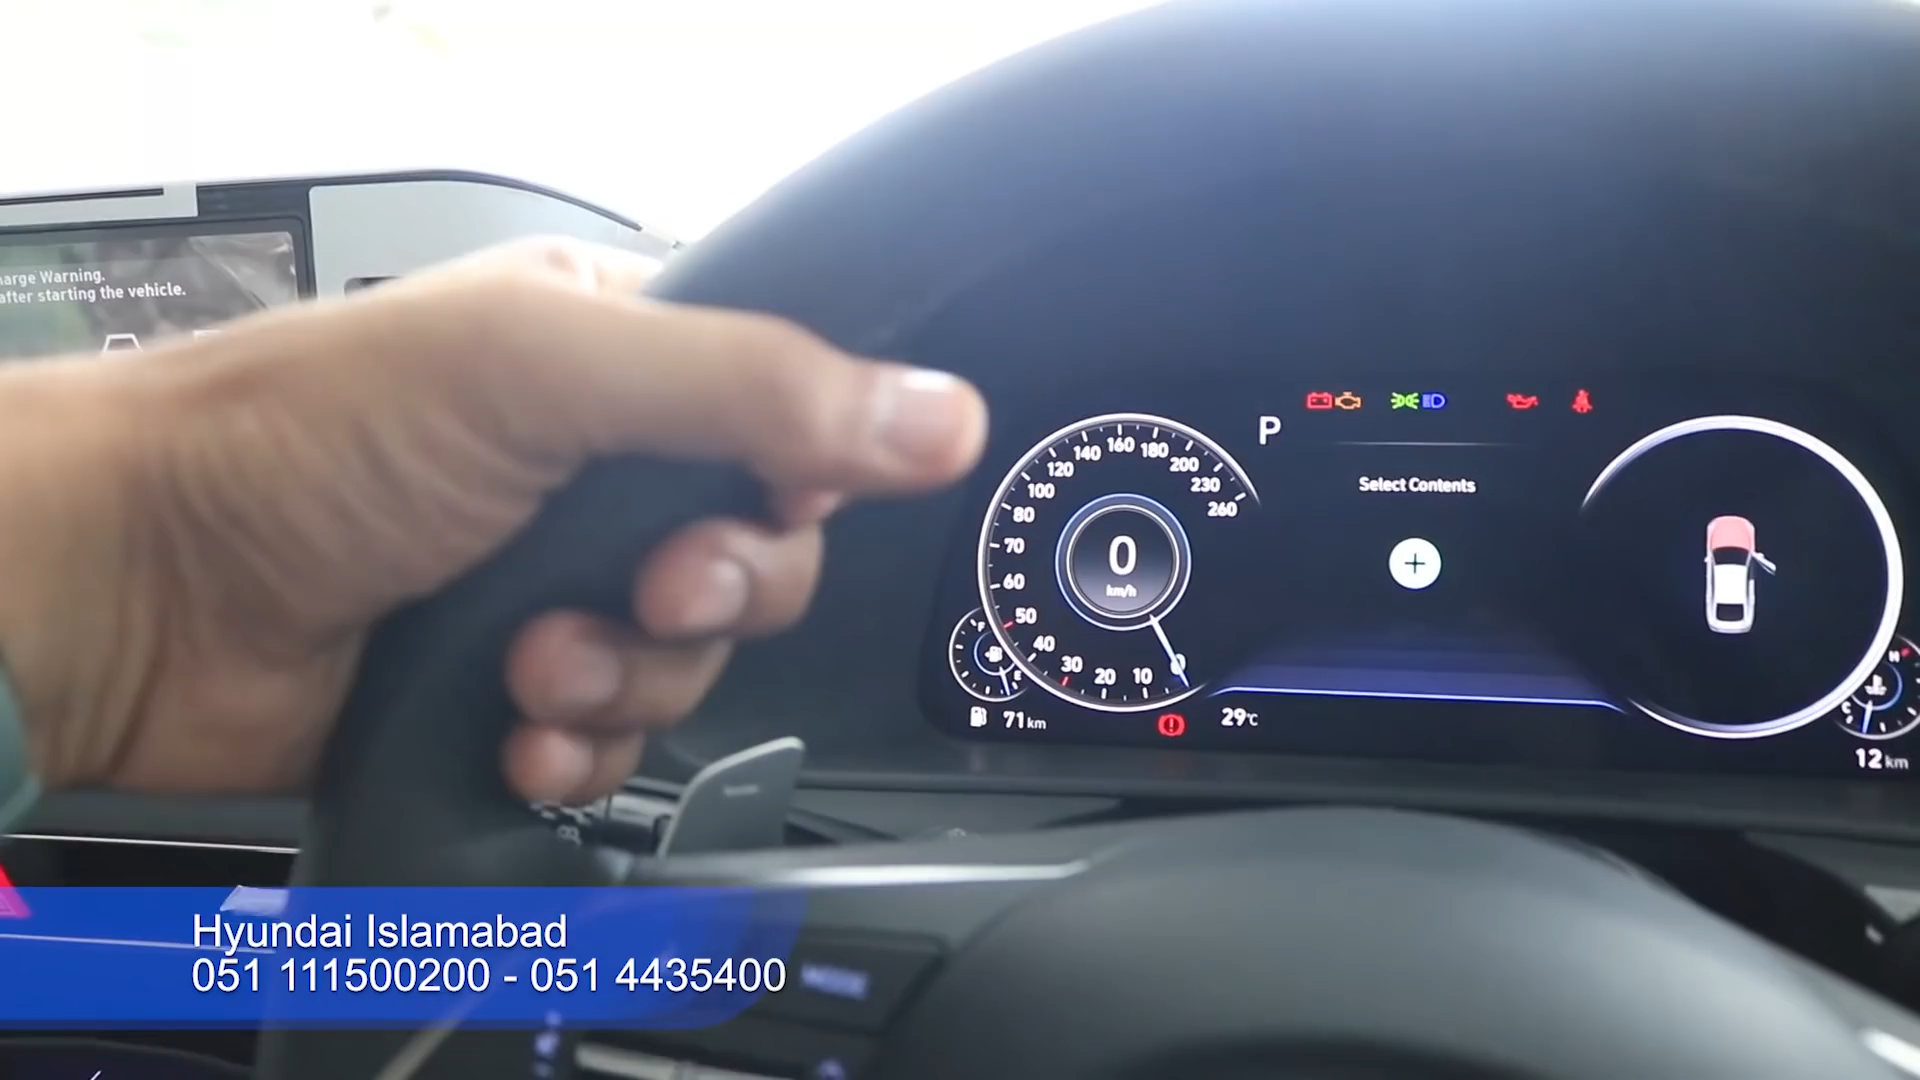 arge Warning.
after starting the vehicle.
P
Select Contents
260
230
200
180
160
140
120
100
80
70
60
50
40
30
20
10
0
0
km/h
F
E
71 km
29°C
H
C
12 km
MODE
Hyundai Islamabad
051 111500200 - 051 4435400